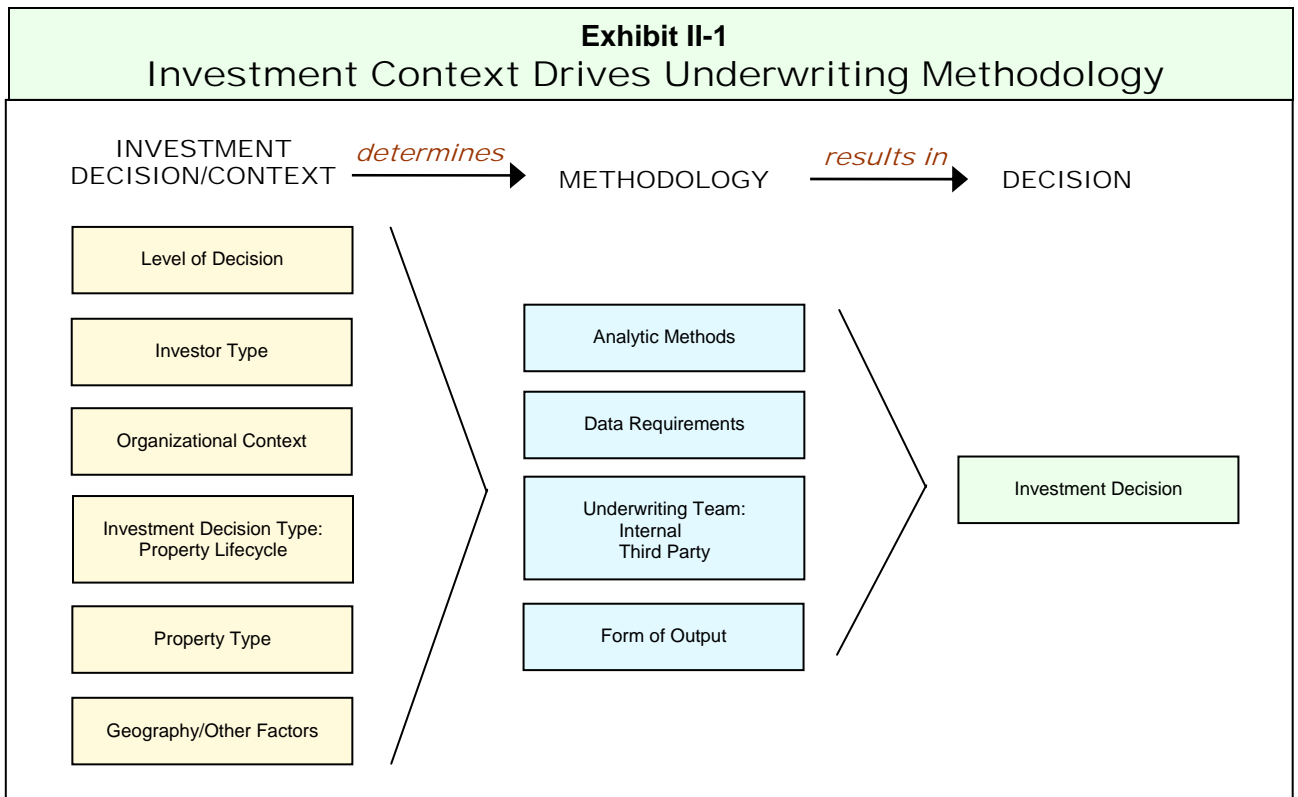 Exhibit II-1
Investment Context Drives Underwriting Methodology
INVESTMENT
DECISION/CONTEXT
determines
METHODOLOGY
results in
DECISION
Level of Decision
Investor Type
Organizational Context
Investment Decision Type:
Property Lifecycle
Property Type
Geography/Other Factors
Analytic Methods
Data Requirements
Underwriting Team:
Internal
Third Party
Form of Output
Investment Decision